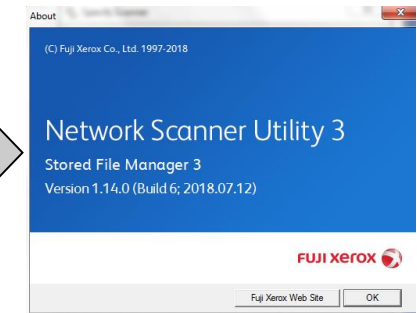 About
(C) Fuji Xerox Co., Ltd. 1997-2018
Network Scanner Utility 3
Stored File Manager 3
Version 1.14.0 (Build 6; 2018.07.12)
FUJI XEROX
Fuji Xerox Web Site
OK